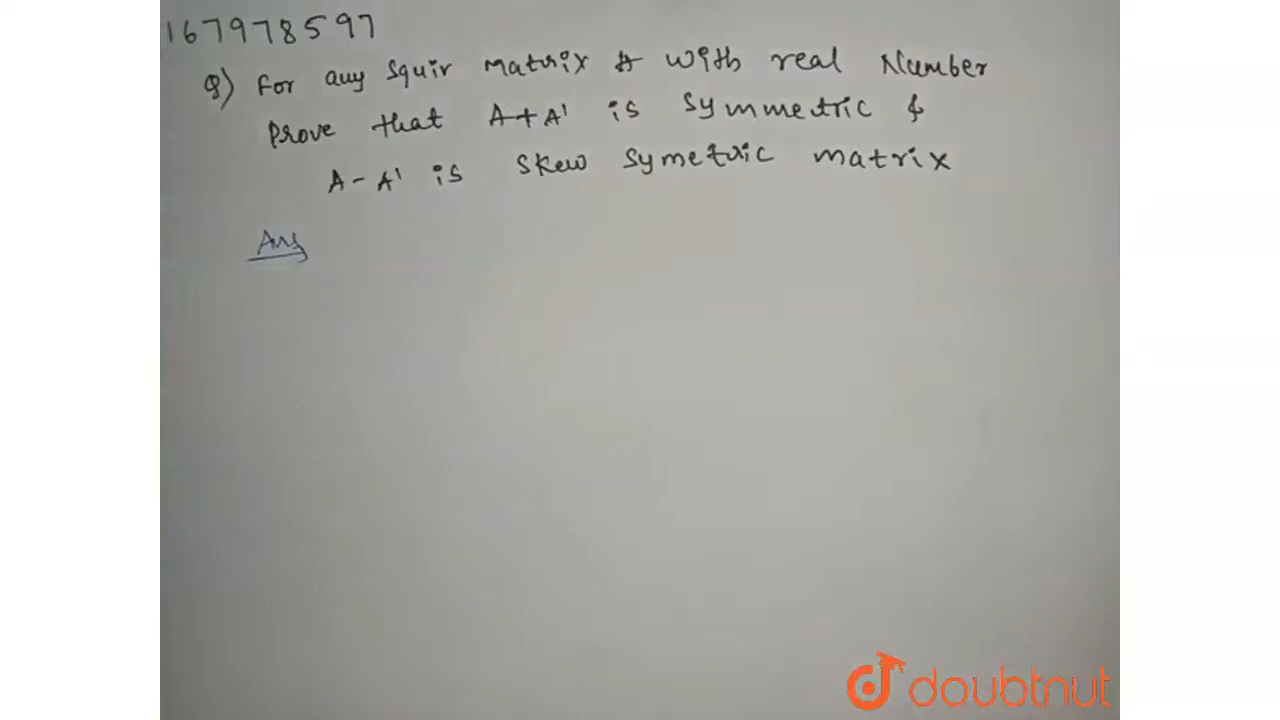 167978597
Q) For any Squir Matrix A with real Number
Prove that A+A' is Symmetric &
A-A' is Skew Symetric matrix
Ans
doubtnut